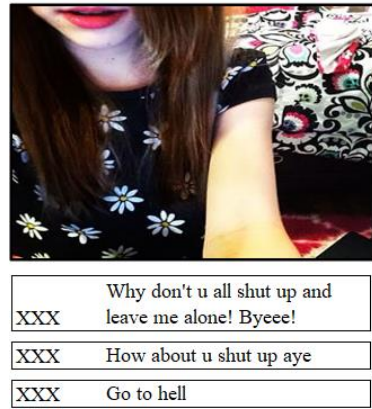 Why don't u all shut up and
XXX leave me alone! Byeee!
XXX How about u shut up aye
XXX Go to hell